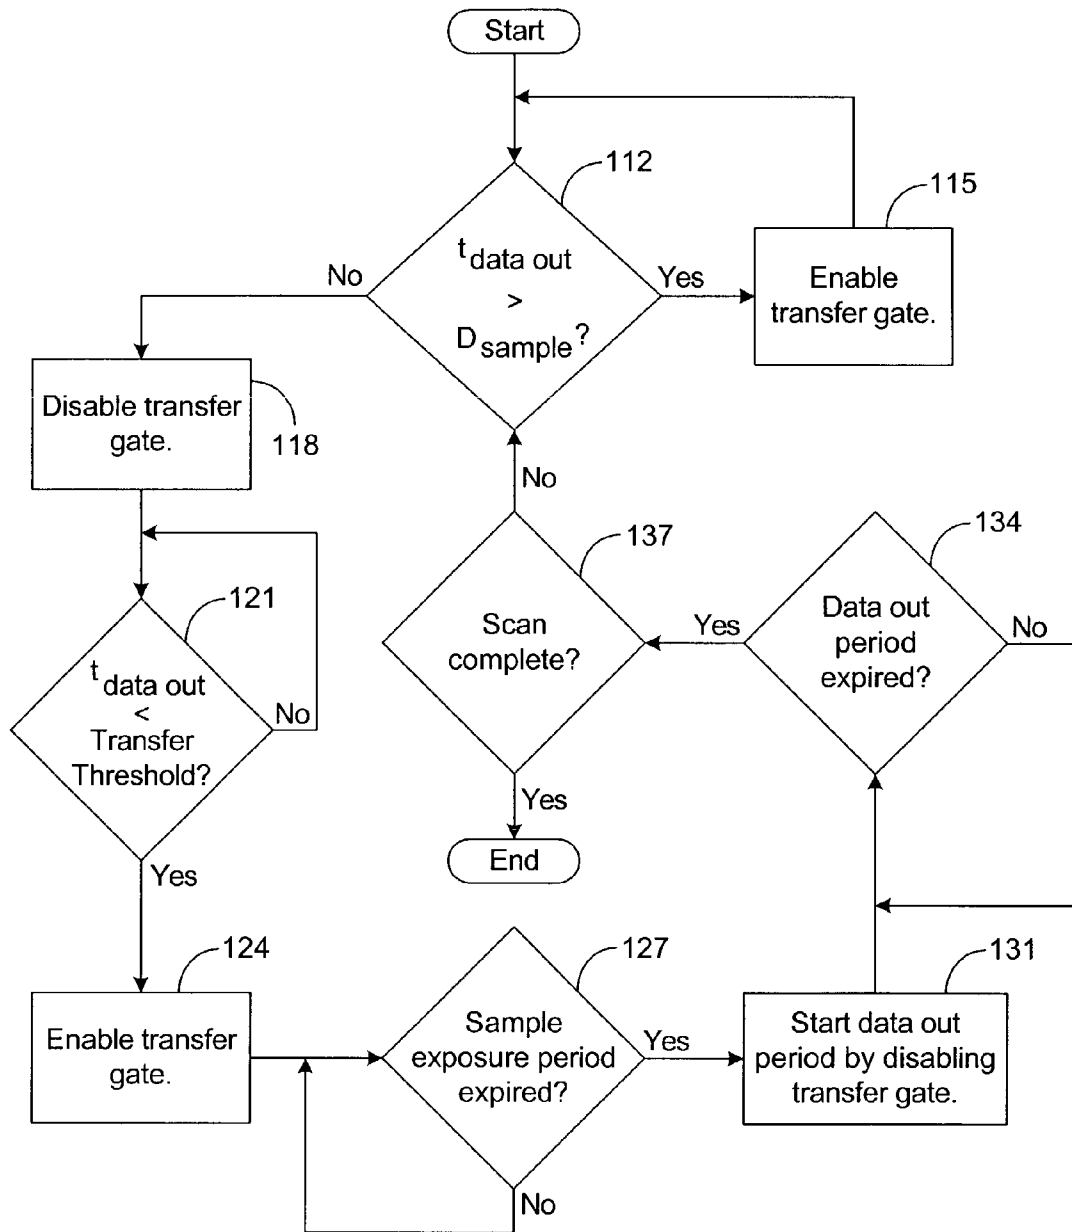 Start
112
t data out
>
D sample ?
No
Yes
115
Enable
transfer gate.
Disable transfer
gate.
118
No
137
134
121
t data out
<
Transfer
Threshold?
No
Scan
complete?
Yes
Data out
period
expired?
No
Yes
End
Yes
124
Enable transfer
gate.
127
Sample
exposure period
expired?
Yes
No
131
Start data out
period by disabling
transfer gate.